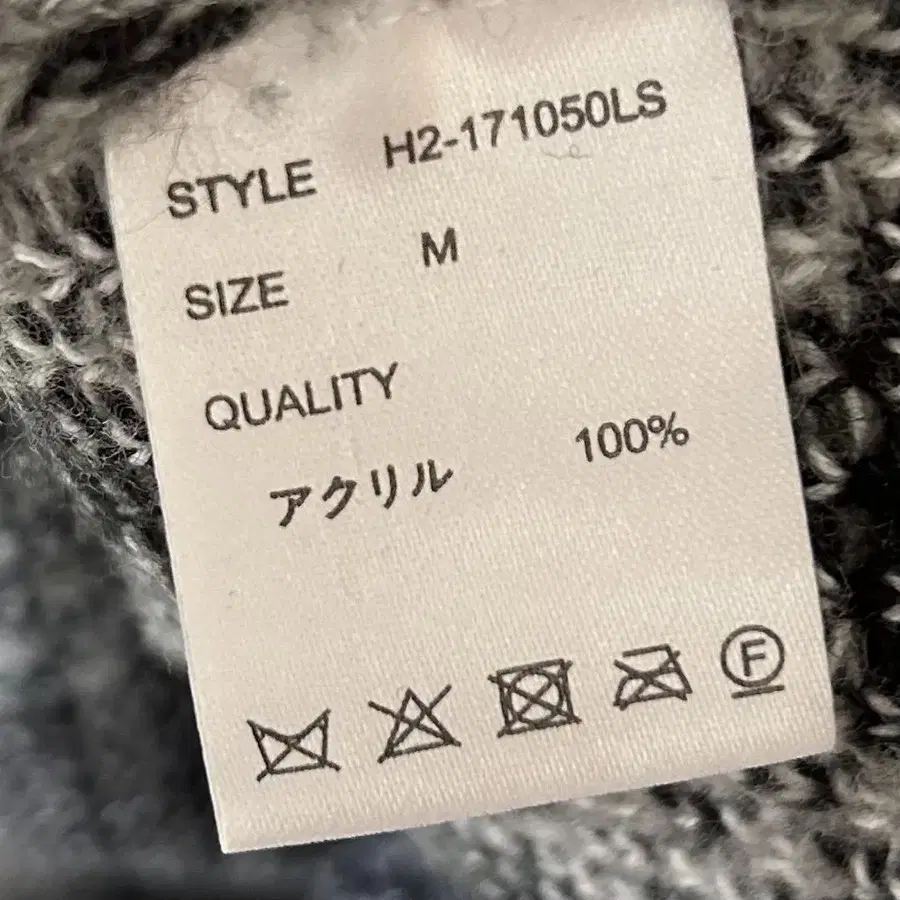 STYLE H2-171050LS
SIZE M
QUALITY
アクリル 100%
F